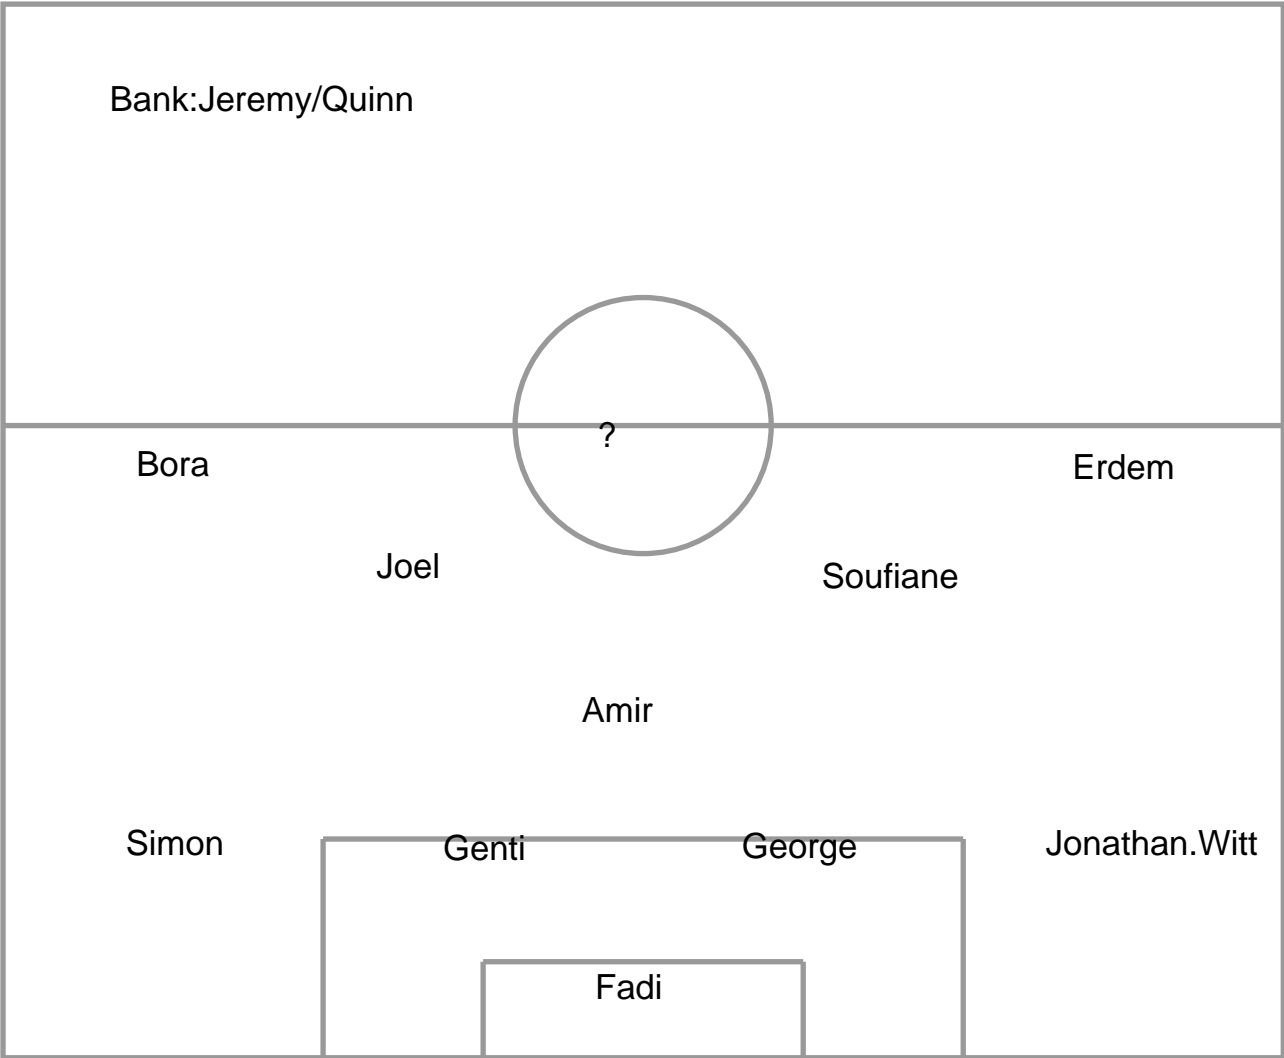 Bank:Jeremy/Quinn
?
Bora
Erdem
Joel
Soufiane
Amir
Simon
Genti
George
Jonathan.Witt
Fadi